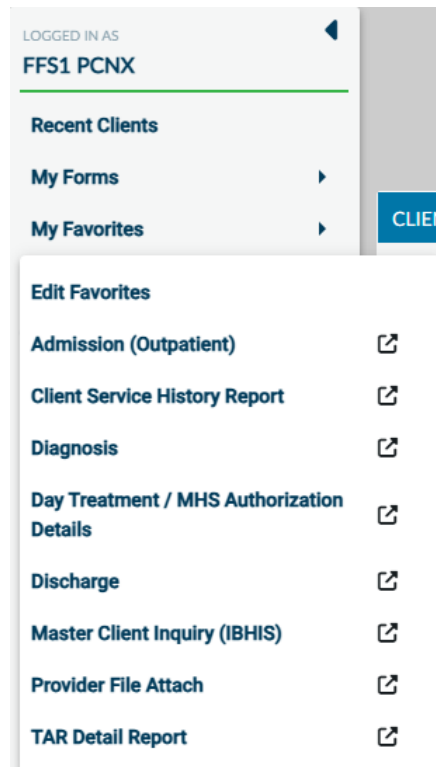 LOGGED IN AS
FFS1 PCNX
Recent Clients
My Forms
My Favorites
Edit Favorites
Admission (Outpatient)
Client Service History Report
Diagnosis
Day Treatment / MHS Authorization
Details
Discharge
Master Client Inquiry (IBHIS)
Provider File Attach
TAR Detail Report